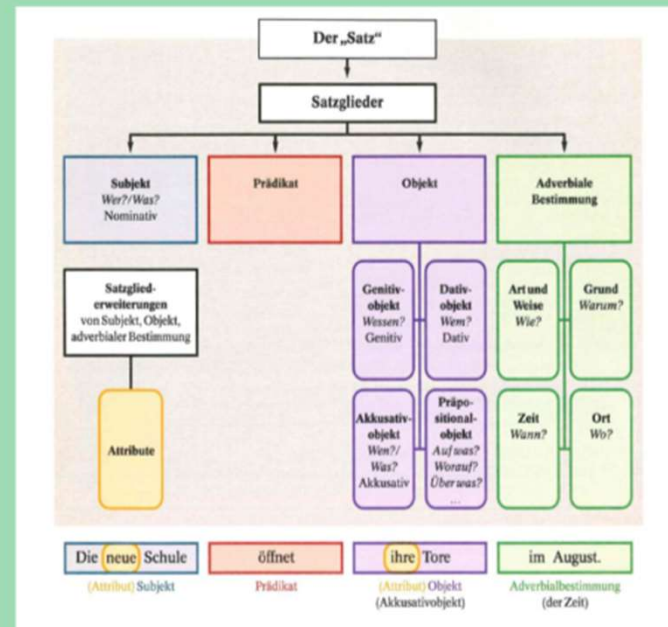 Der „Satz“
Satzglieder
Subjekt
Wer?/Was?
Nominativ
Prädikat
Objekt
Adverbiale
Bestimmung
Satzglied-
erweiterungen
von Subjekt, Objekt,
adverbialer Bestimmung
Attribute
Genitiv-
objekt
Wessen?
Genitiv
Dativ-
objekt
Wem?
Dativ
Akkusativ-
objekt
Wen?/
Was?
Akkusativ
Präpo-
sitional-
objekt
Auf was?
Worauf?
Über was?
...
Art und
Weise
Wie?
Grund
Warum?
Zeit
Wann?
Ort
Wo?
Die neue Schule
öffnet
ihre Tore
im August.
(Attribut) Subjekt
Prädikat
(Attribut) Objekt
(Akkusativobjekt)
Adverbialbestimmung
(der Zeit)